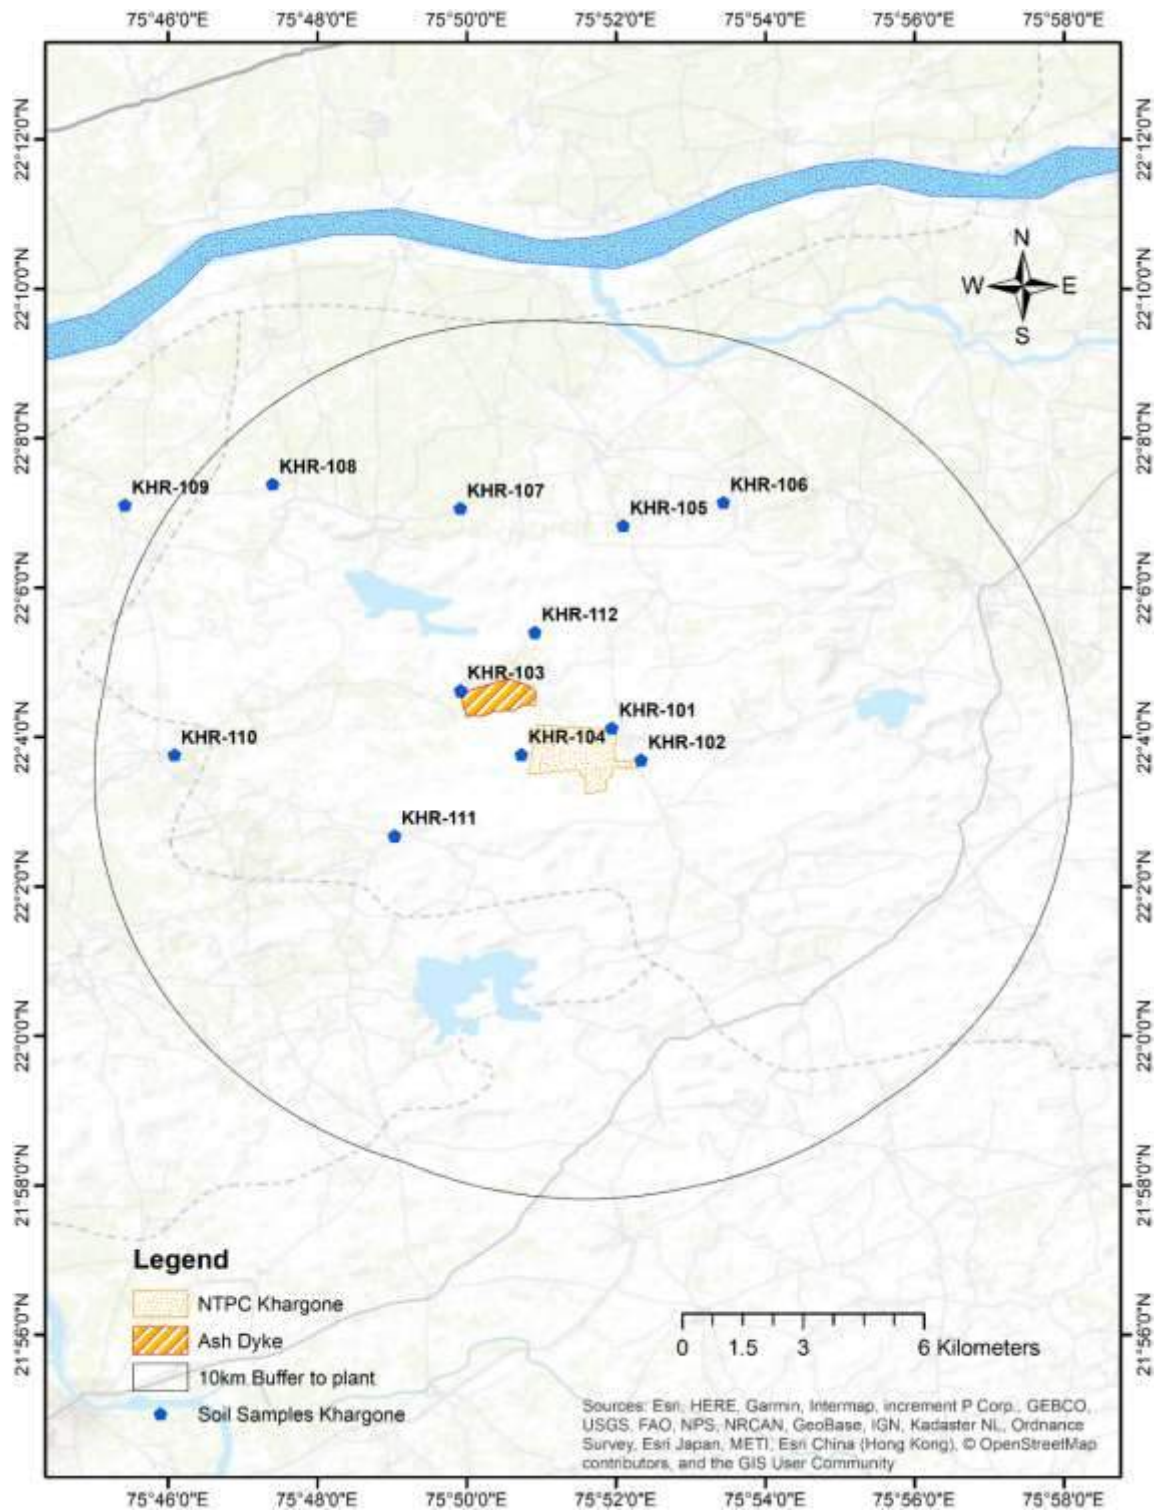 75°46'0"E 75°48'0"E 75°50'0"E 75°52'0"E 75°54'0"E 75°56'0"E 75°58'0"E
22°12'0"N 22°12'0"N
N
22°10'0"N W E 22°10'0"N
S
22°8'0"N 22°8'0"N
KHR-108
KHR-109 KHR-107 KHR-106
KHR-105
22°6'0"N 22°6'0"N
KHR-112
KHR-103
KHR-101
22°4'0"N KHR-110 KHR-104 KHR-102 22°4'0"N
KHR-111
22°2'0"N 22°2'0"N
22°0'0"N 22°0'0"N
21°58'0"N 21°58'0"N
Legend
NTPC Khargone
Ash Dyke
10km Buffer to plant
Soil Samples Khargone
21°56'0"N 21°56'0"N
0 1.5 3 6 Kilometers
Sources: Esri, HERE, Garmin, Intermap, increment P Corp., GEBCO,
USGS, FAO, NPS, NRCAN, GeoBase, IGN, Kadaster NL, Ordnance
Survey, Esri Japan, METI, Esri China (Hong Kong), © OpenStreetMap
contributors, and the GIS User Community
75°46'0"E 75°48'0"E 75°50'0"E 75°52'0"E 75°54'0"E 75°56'0"E 75°58'0"E